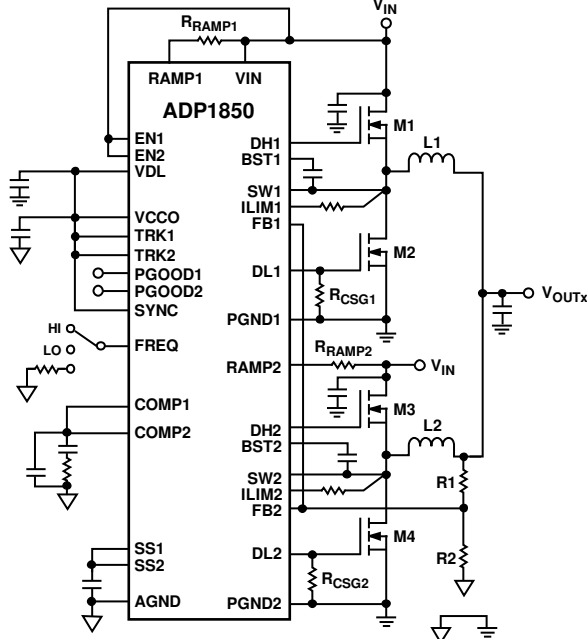 VIN
RRAMP1
RAMP1 VIN
ADP1850
EN1
EN2
VDL
VCCO
TRK1
TRK2
PGOOD1
PGOOD2
SYNC
HI
LO
FREQ
COMP1
COMP2
SS1
SS2
AGND
DH1
BST1
SW1
ILIM1
FB1
DL1
PGND1
RAMP2
DH2
BST2
SW2
ILIM2
FB2
DL2
PGND2
M1
L1
M2
RCSG1
VOUTx
RRAMP2
VIN
M3
L2
R1
M4
R2
RCSG2